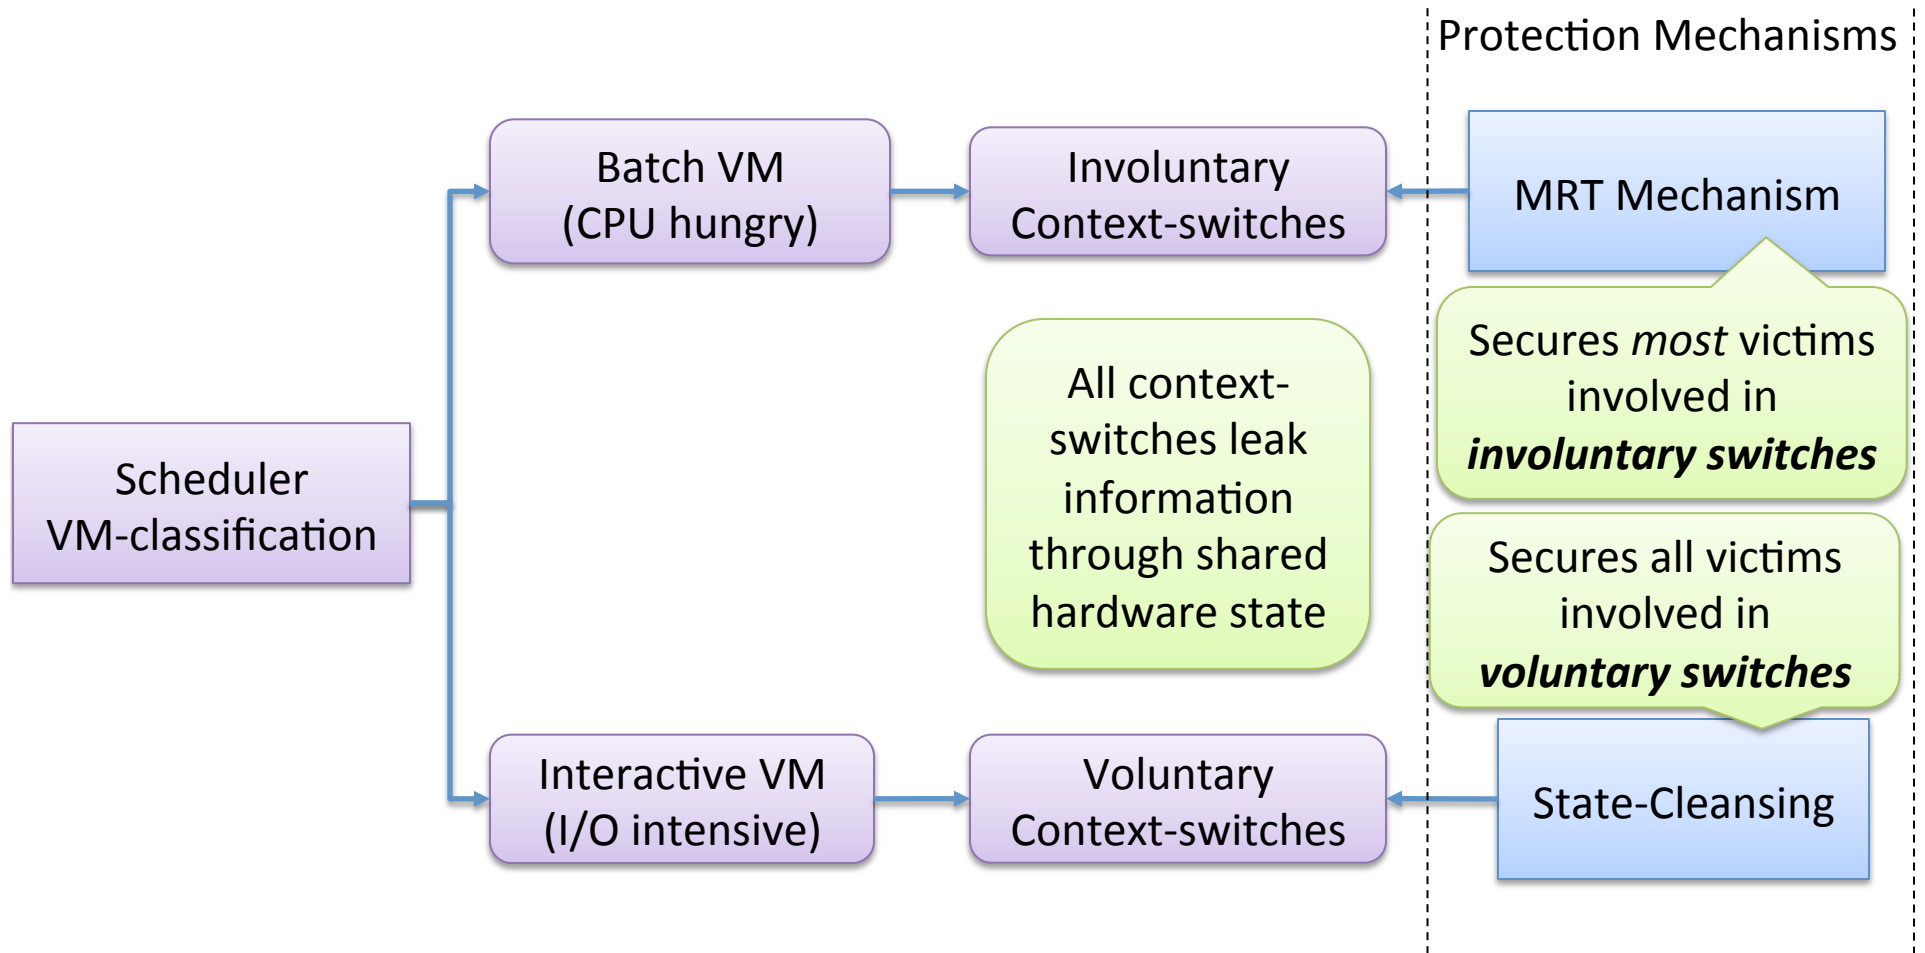 Protection Mechanisms
Batch VM
(CPU hungry)
Involuntary
Context-switches
MRT Mechanism
Secures most victims
involved in
involuntary switches
All context-
switches leak
information
through shared
hardware state
Scheduler
VM-classification
Secures all victims
involved in
voluntary switches
Interactive VM
(I/O intensive)
Voluntary
Context-switches
State-Cleansing